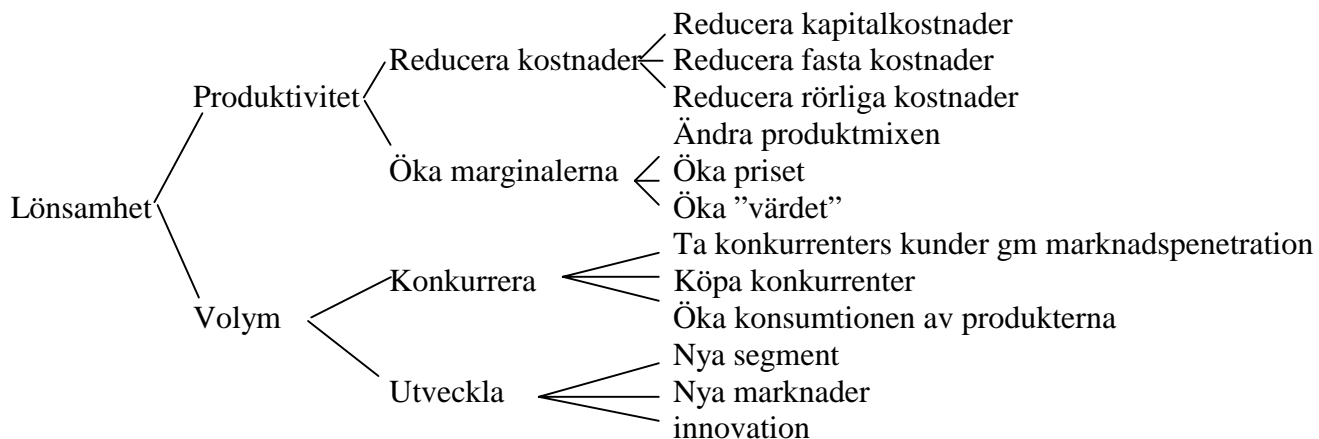 Reducera kapitalkostnader
Reducera kostnader
Reducera fasta kostnader
Produktivitet
Reducera rörliga kostnader
Ändra produktmixen
Öka marginalerna
Öka priset
Lönsamhet
Öka ”värdet”
Ta konkurrenters kunder gm marknadspenetration
Konkurrera
Köpa konkurrenter
Volym
Öka konsumtionen av produkterna
Nya segment
Utveckla
Nya marknader
innovation